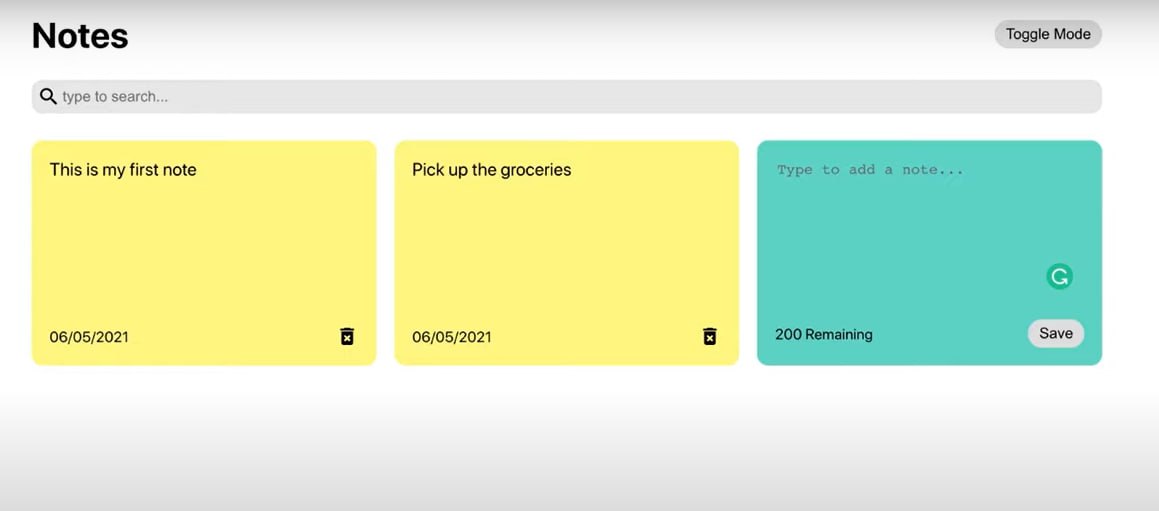 Notes
Toggle Mode
type to search...
This is my first note
Pick up the groceries
Type to add a note...
06/05/2021
06/05/2021
200 Remaining
Save